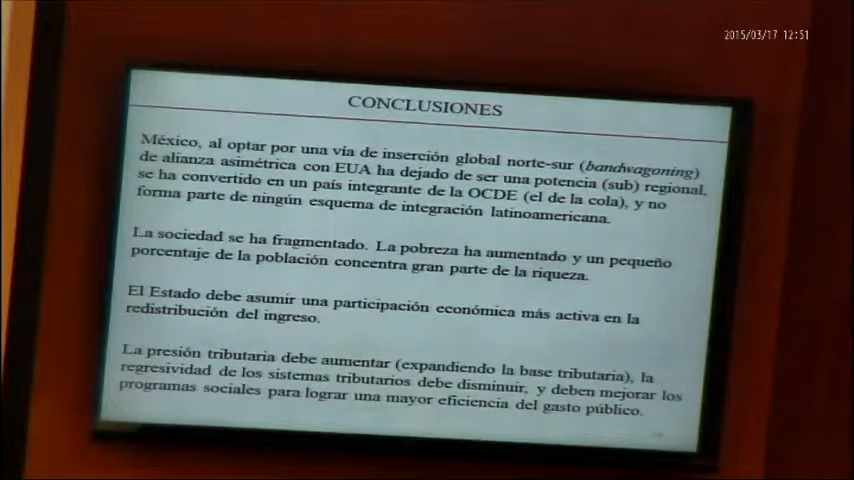 2015/03/17 12:51
CONCLUSIONES
México, al optar por una vía de inserción global norte-sur (bandwagoning)
de alianza asimétrica con EUA ha dejado de ser una potencia (sub) regional,
se ha convertido en un país integrante de la OCDE (el de la cola), y no
forma parte de ningún esquema de integración latinoamericana.
La sociedad se ha fragmentado. La pobreza ha aumentado y un pequeño
porcentaje de la población concentra gran parte de la riqueza.
El Estado debe asumir una participación económica más activa en la
redistribución del ingreso.
La presión tributaria debe aumentar (expandiendo la base tributaria), la
regresividad de los sistemas tributarios debe disminuir, y deben mejorar los
programas sociales para lograr una mayor eficiencia del gasto público.